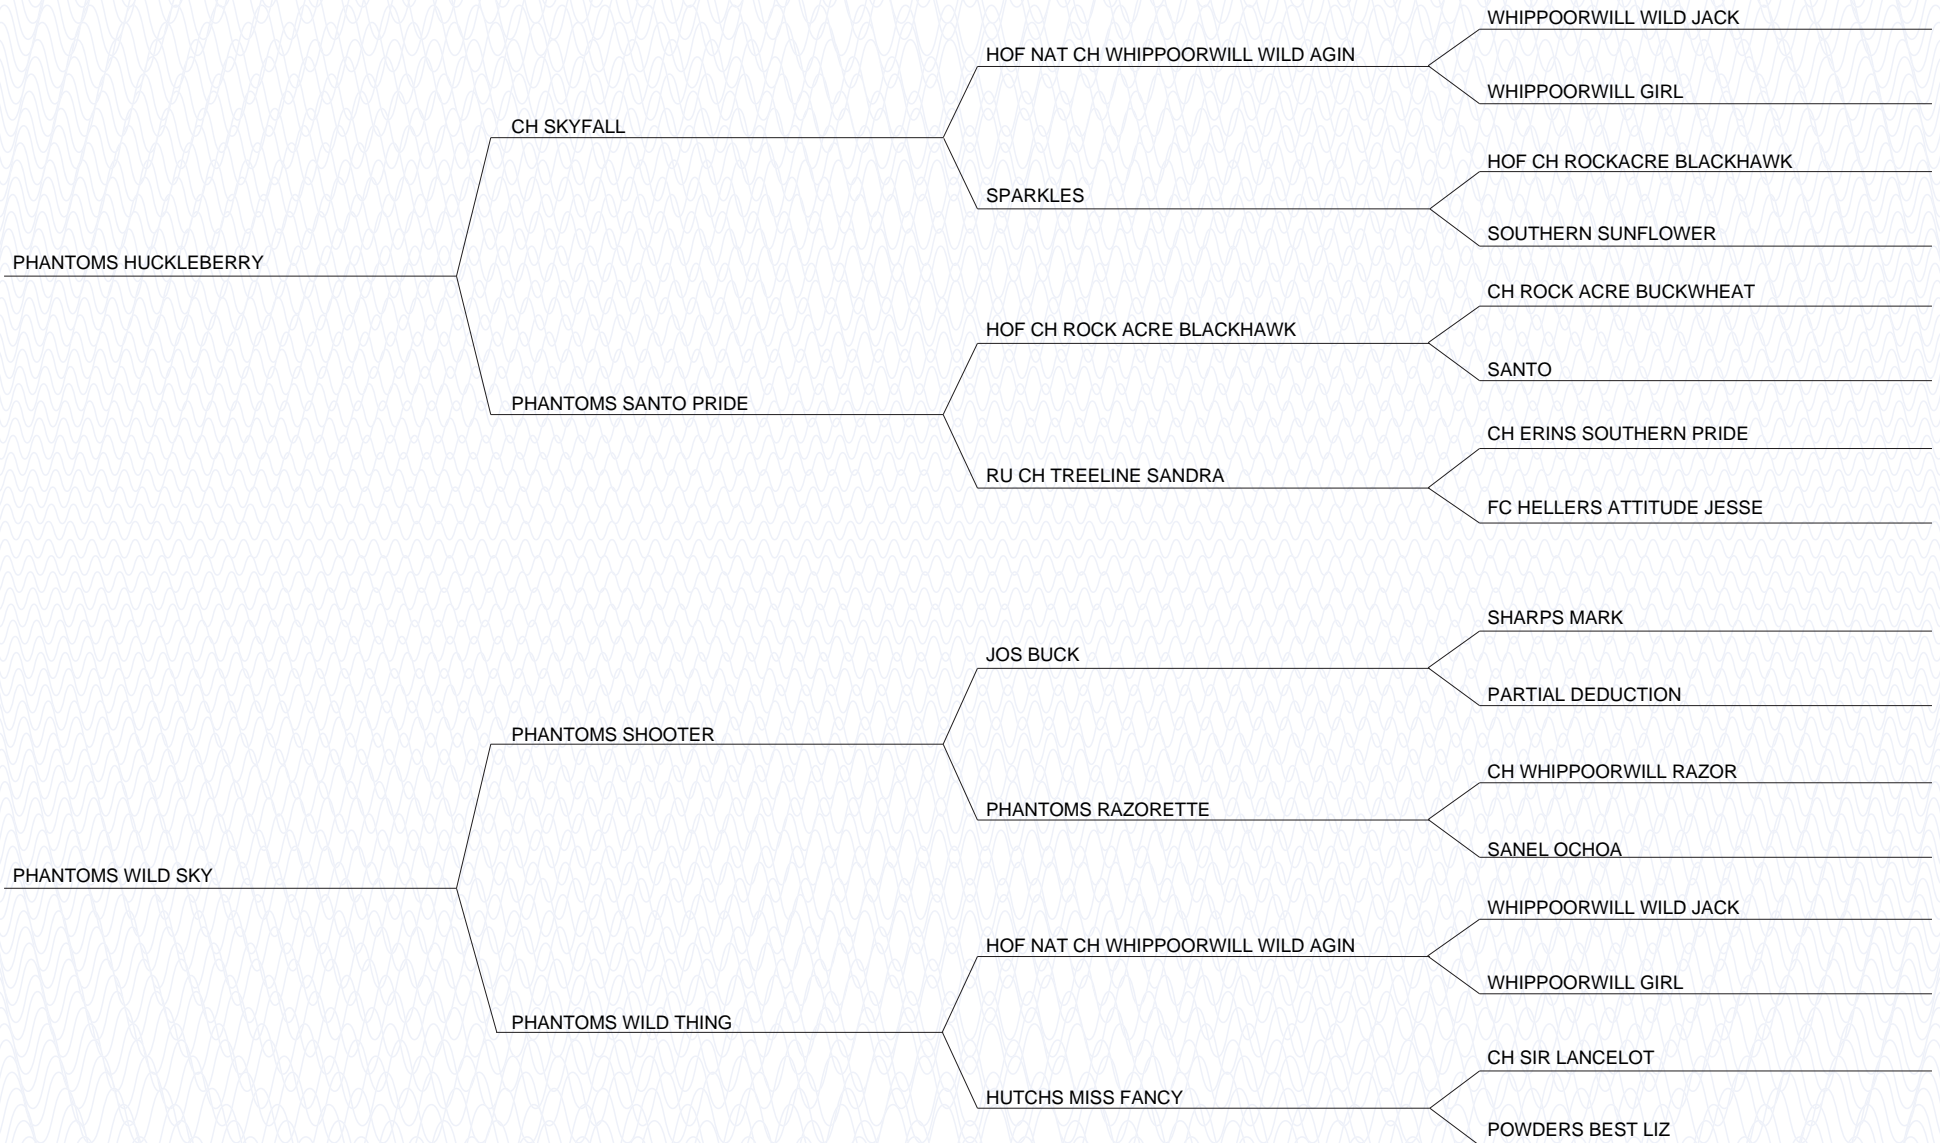 WHIPPOORWILL WILD JACK
HOF NAT CH WHIPPOORWILL WILD AGIN
WHIPPOORWILL GIRL
CH SKYFALL
HOF CH ROCKACRE BLACKHAWK
SPARKLES
SOUTHERN SUNFLOWER
PHANTOMS HUCKLEBERRY
CH ROCK ACRE BUCKWHEAT
HOF CH ROCK ACRE BLACKHAWK
SANTO
PHANTOMS SANTO PRIDE
CH ERINS SOUTHERN PRIDE
RU CH TREELINE SANDRA
FC HELLERS ATTITUDE JESSE
SHARPS MARK
JOS BUCK
PARTIAL DEDUCTION
PHANTOMS SHOOTER
CH WHIPPOORWILL RAZOR
PHANTOMS RAZORETTE
SANEL OCHOA
PHANTOMS WILD SKY
WHIPPOORWILL WILD JACK
HOF NAT CH WHIPPOORWILL WILD AGIN
WHIPPOORWILL GIRL
PHANTOMS WILD THING
CH SIR LANCELOT
HUTCHS MISS FANCY
POWDERS BEST LIZ